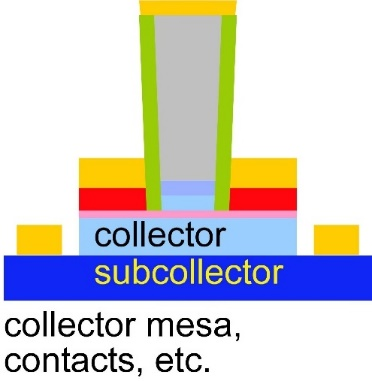 collector
subcollector
collector mesa,
contacts, etc.